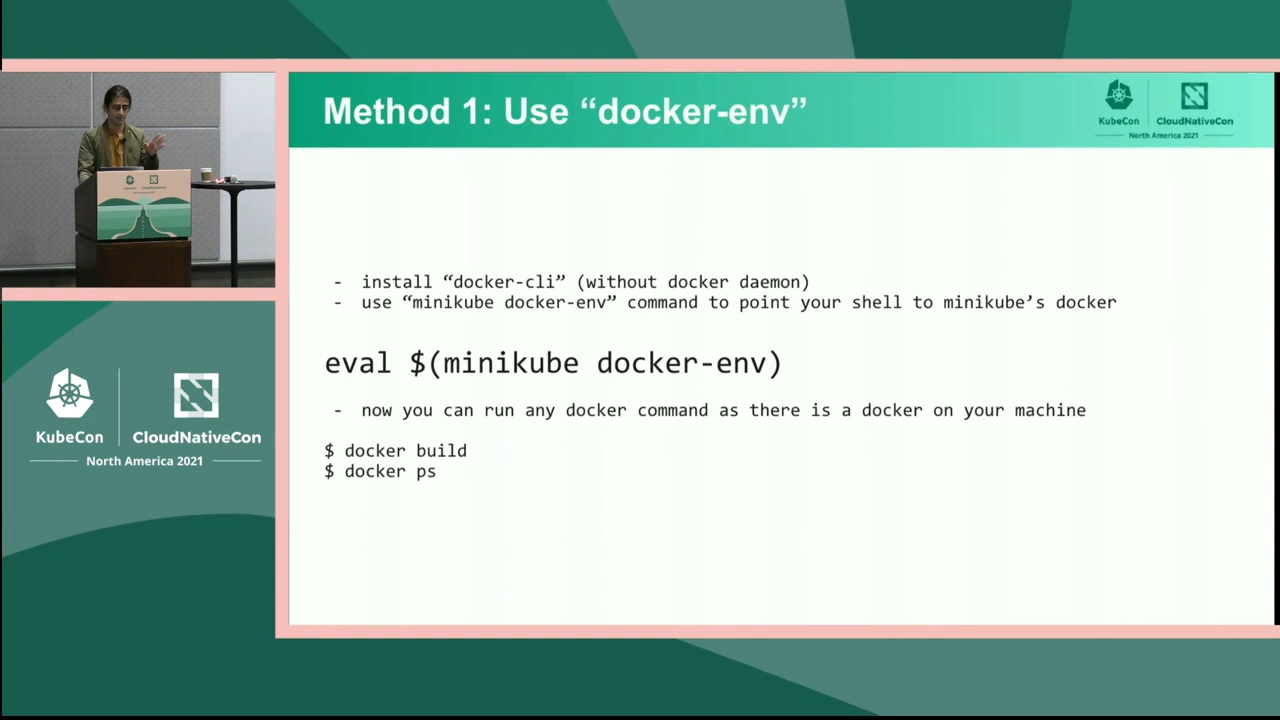 Method 1: Use “docker-env”
KubeCon
CloudNativeCon
North America 2021
- install “docker-cli” (without docker daemon)
- use “minikube docker-env” command to point your shell to minikube’s docker
eval $(minikube docker-env)
- now you can run any docker command as there is a docker on your machine
$ docker build
$ docker ps
KubeCon
CloudNativeCon
North America 2021